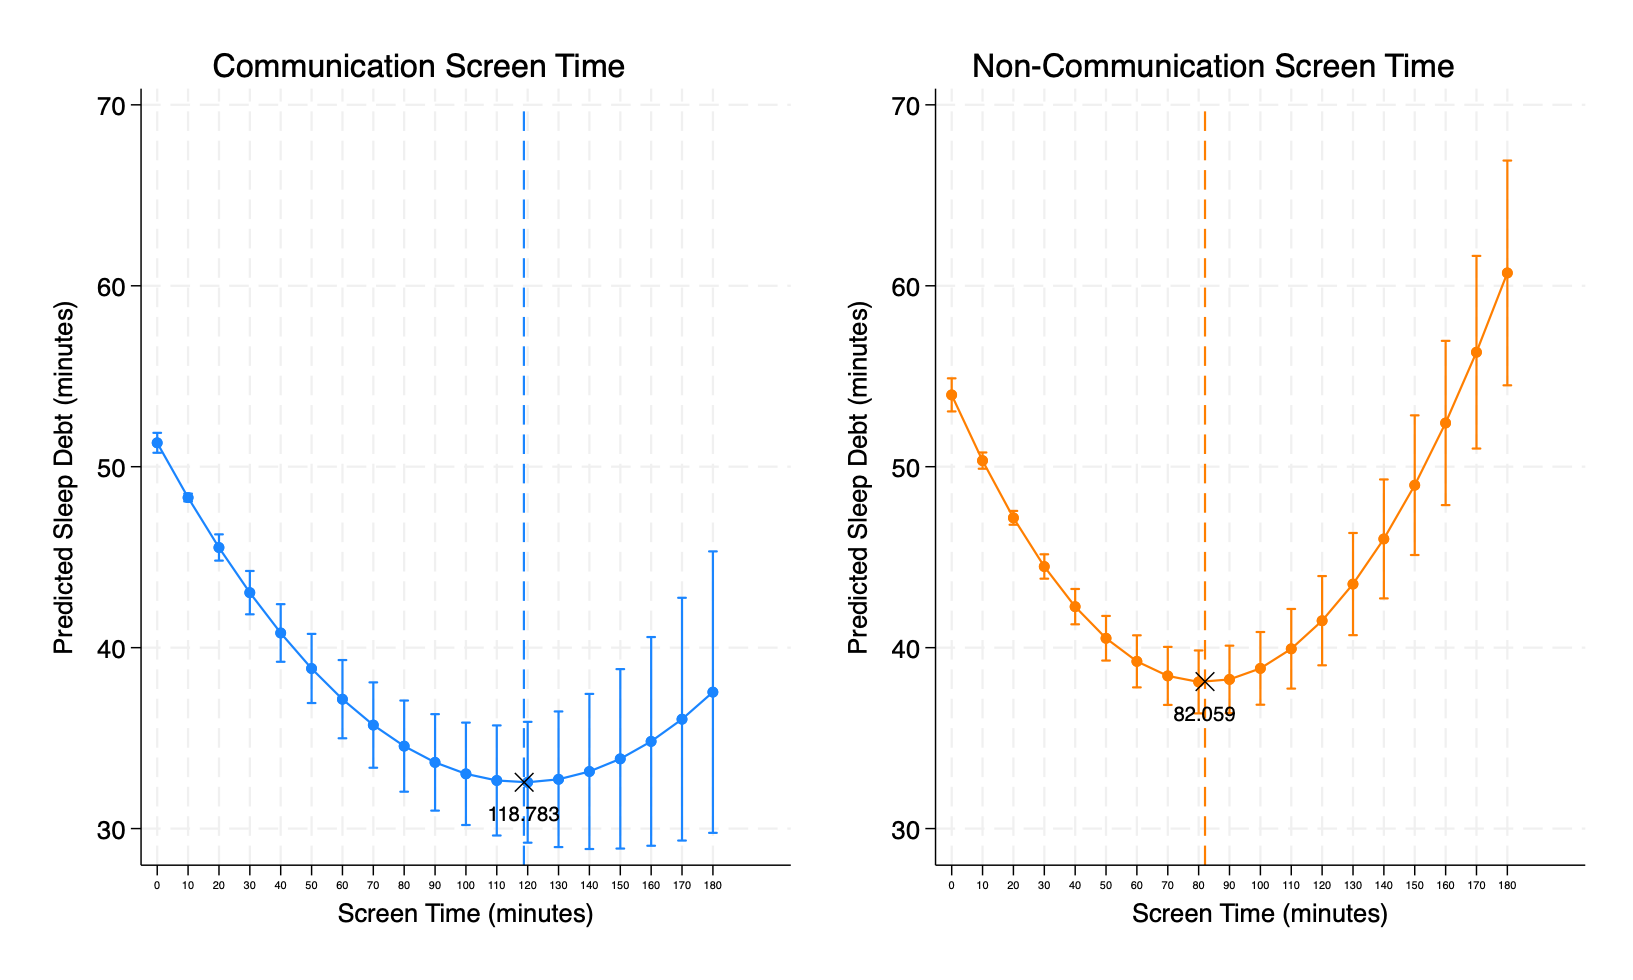 Communication Screen Time
Predicted Sleep Debt (minutes)
70
60
50
40
30
118.783
0 10 20 30 40 50 60 70 80 90 100 110 120 130 140 150 160 170 180
Screen Time (minutes)
Non-Communication Screen Time
Predicted Sleep Debt (minutes)
70
60
50
40
30
82.059
0 10 20 30 40 50 60 70 80 90 100 110 120 130 140 150 160 170 180
Screen Time (minutes)